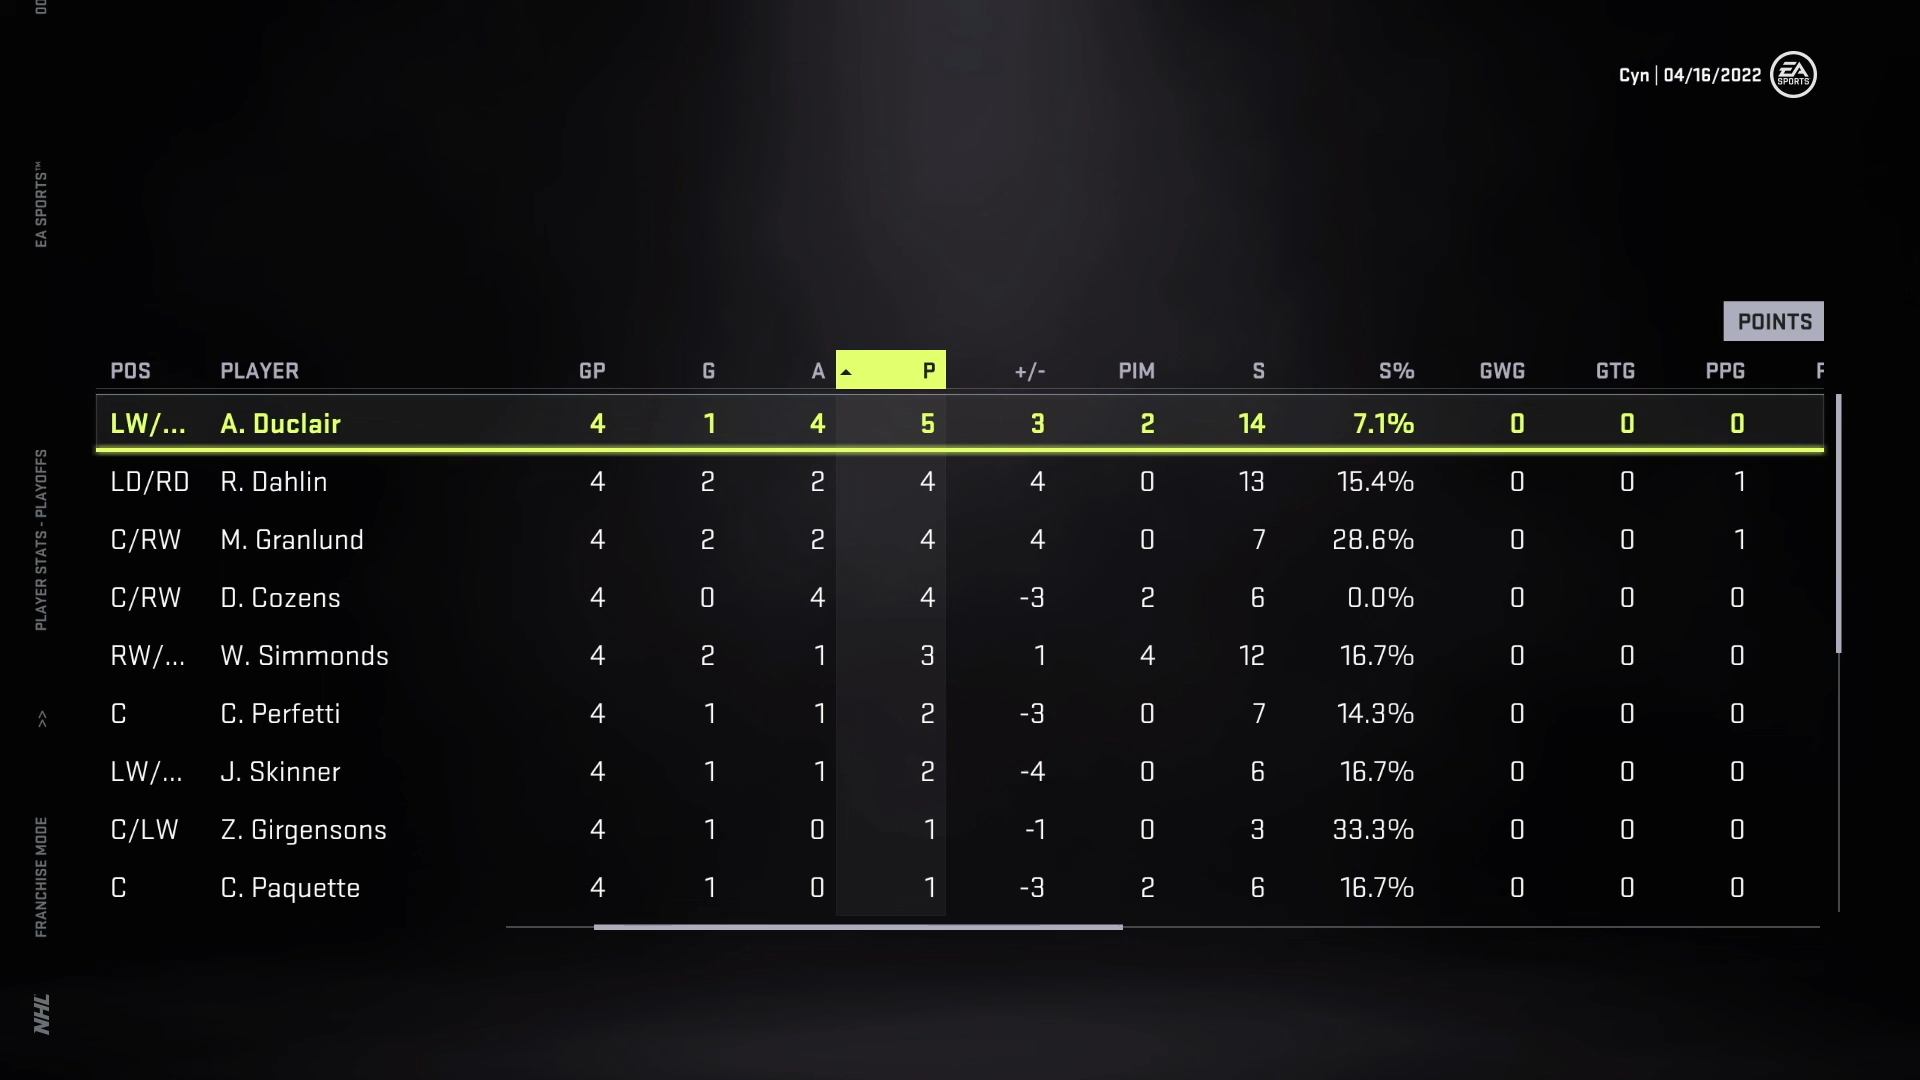 Cyn | 04/16/2022 EA SPORTS
EA SPORTS™
PLAYER STATS - PLAYOFFS
>>
FRANCHISE MODE
NHL
POINTS
POS PLAYER GP G A P +/- PIM S S% GWG GTG PPG
LW/... A. Duclair 4 1 4 5 3 2 14 7.1% 0 0 0
LD/RD R. Dahlin 4 2 2 4 4 0 13 15.4% 0 0 1
C/RW M. Granlund 4 2 2 4 4 0 7 28.6% 0 0 1
C/RW D. Cozens 4 0 4 4 -3 2 6 0.0% 0 0 0
RW/... W. Simmonds 4 2 1 3 1 4 12 16.7% 0 0 0
C C. Perfetti 4 1 1 2 -3 0 7 14.3% 0 0 0
LW/... J. Skinner 4 1 1 2 -4 0 6 16.7% 0 0 0
C/LW Z. Girgensons 4 1 0 1 -1 0 3 33.3% 0 0 0
C C. Paquette 4 1 0 1 -3 2 6 16.7% 0 0 0